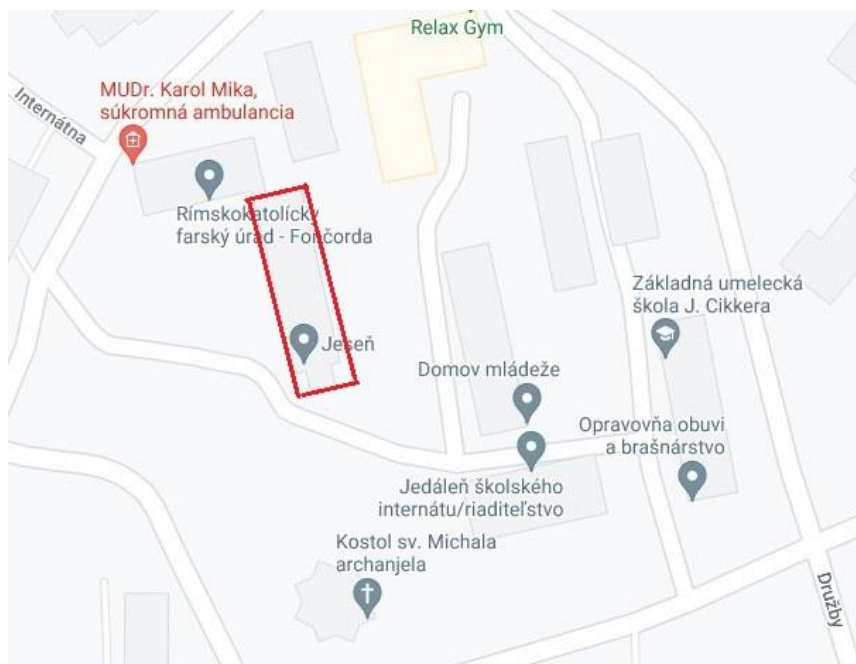 Relax Gym
MUDr. Karol Mika,
súkromná ambulancia
Internátna
Rímskokatolícky
farský úrad - Fončorda
Základná umelecká
škola J. Cikkera
Jeseň
Domov mládeže
Opravovňa obuvi
a brašnárstvo
Jedáleň školského
internátu/riaditeľstvo
Kostol sv. Michala
archanjela
Družby